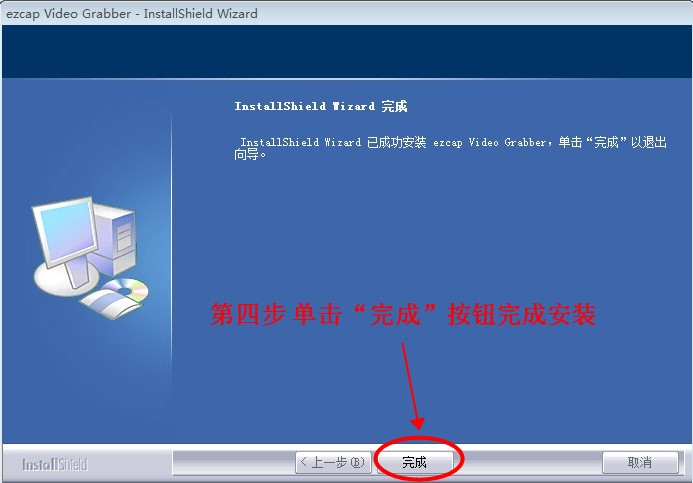 ezcap Video Grabber - InstallShield Wizard
InstallShield Wizard 完成
InstallShield Wizard 已成功安装 ezcap Video Grabber，单击“完成”以退出
向导。
第四步 单击“完成”按钮完成安装
InstallShield
< 上一步(B) 完成 取消